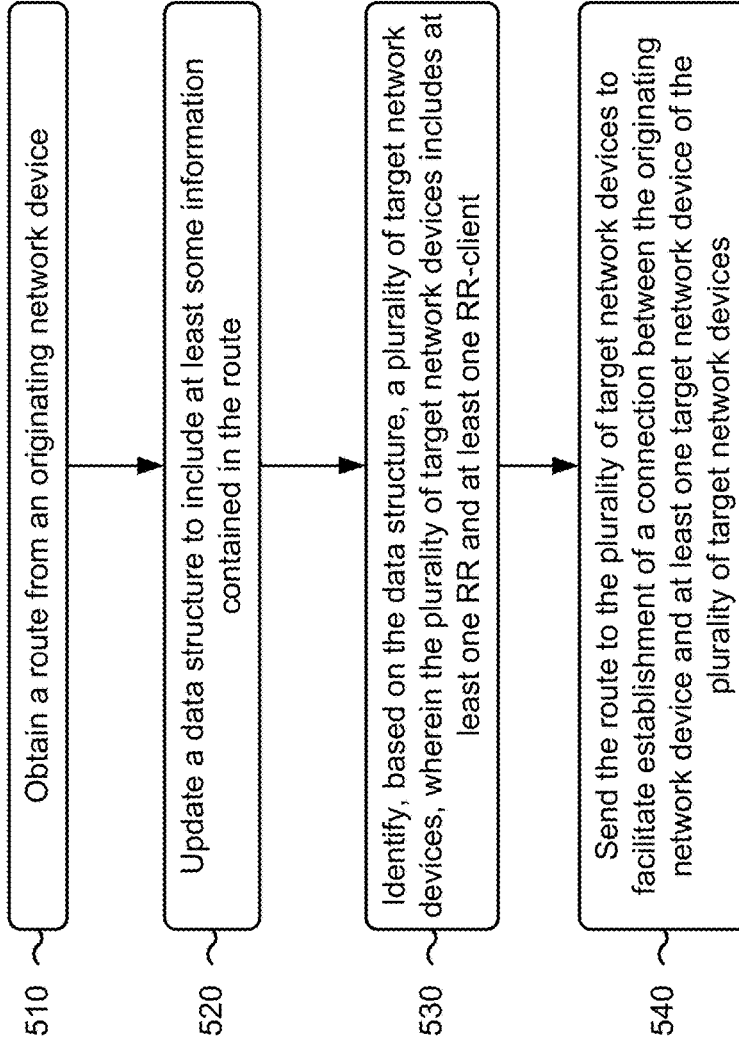 510
Obtain a route from an originating network device
520
Update a data structure to include at least some information
contained in the route
530
Identify, based on the data structure, a plurality of target network
devices, wherein the plurality of target network devices includes at
least one RR and at least one RR-client
540
Send the route to the plurality of target network devices to
facilitate establishment of a connection between the originating
network device and at least one target network device of the
plurality of target network devices